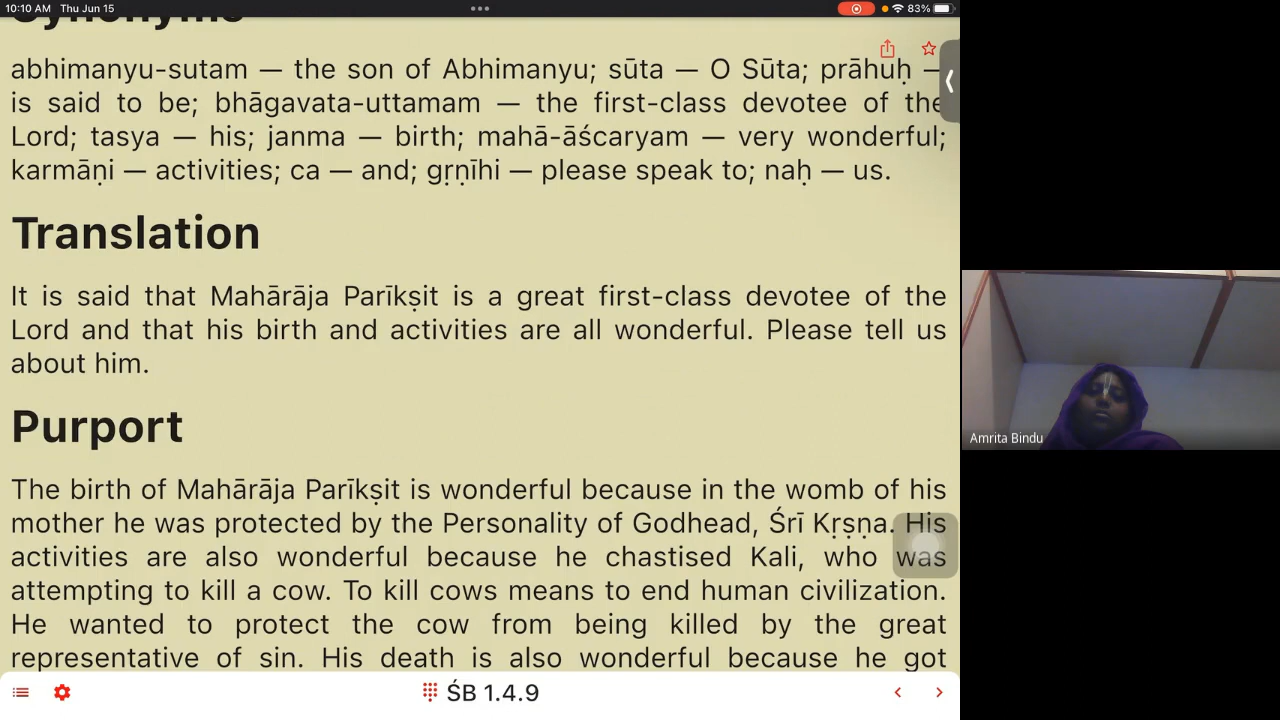 10:10 AM Thu Jun 15
83%
Synonyms
abhimanyu-sutam — the son of Abhimanyu; sūta — O Sūta; prāhuḥ —
is said to be; bhāgavata-uttamam — the first-class devotee of the
Lord; tasya — his; janma — birth; mahā-āścaryam — very wonderful;
karmāṇi — activities; ca — and; gṛṇīhi — please speak to; naḥ — us.
Translation
It is said that Mahārāja Parīkṣit is a great first-class devotee of the
Lord and that his birth and activities are all wonderful. Please tell us
about him.
Purport
The birth of Mahārāja Parīkṣit is wonderful because in the womb of his
mother he was protected by the Personality of Godhead, Śrī Kṛṣṇa. His
activities are also wonderful because he chastised Kali, who was
attempting to kill a cow. To kill cows means to end human civilization.
He wanted to protect the cow from being killed by the great
representative of sin. His death is also wonderful because he got
ŚB 1.4.9
Amrita Bindu